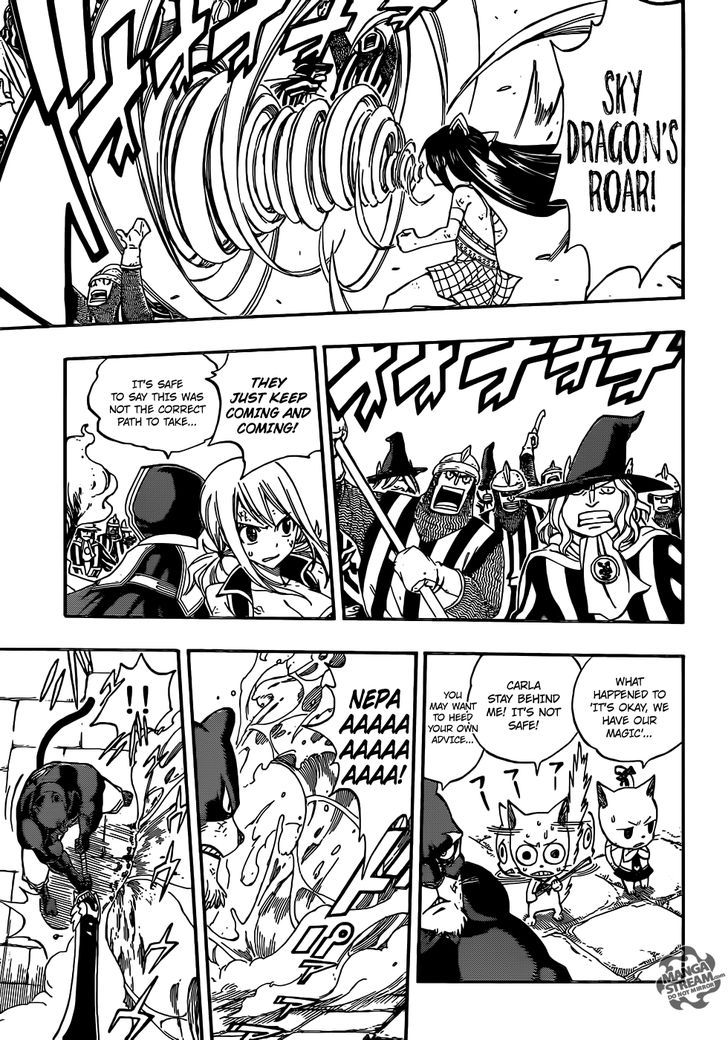 SKY
DRAGON'S
ROAR!
THEY
JUST KEEP
COMING AND
COMING!
IT'S SAFE
TO SAY THIS WAS
NOT THE CORRECT
PATH TO TAKE...
WHAT
HAPPENED TO
'IT'S OKAY, WE
HAVE OUR
MAGIC'...
CARLA
STAY BEHIND
ME! IT'S NOT
SAFE!
YOU
MAY WANT
TO HEED
YOUR OWN
ADVICE...
???
NEPA
AAAAA
AAAAA
AAAAA
AAAA!
!!
MANGA
STREAM.com
DO NOT MIRROR